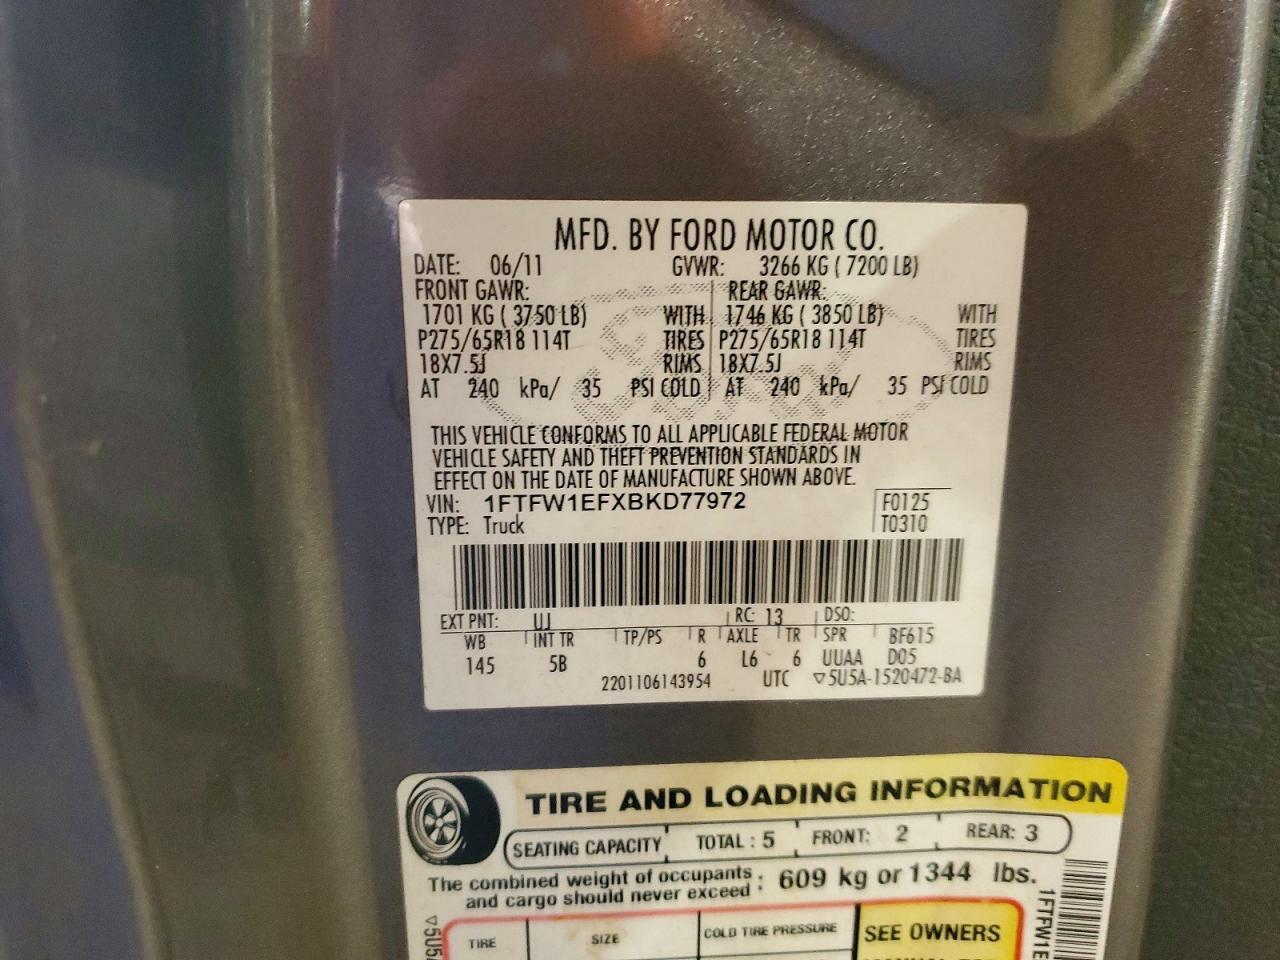 MFD. BY FORD MOTOR CO.
DATE: 06/11 GVWR: 3266 KG ( 7200 LB)
FRONT GAWR: REAR GAWR:
1701 KG ( 3750 LB) WITH 1746 KG ( 3850 LB) WITH
P275/65R18 114T TIRES P275/65R18 114T TIRES
18X7.5J RIMS 18X7.5J RIMS
AT 240 kPa/ 35 PSI COLD AT 240 kPa/ 35 PSI COLD
THIS VEHICLE CONFORMS TO ALL APPLICABLE FEDERAL MOTOR
VEHICLE SAFETY AND THEFT PREVENTION STANDARDS IN
EFFECT ON THE DATE OF MANUFACTURE SHOWN ABOVE.
VIN: 1FTFW1EFXBKD77972 F0125
TYPE: Truck T0310
EXT PNT: UJ RC: 13 DSO:
WB INT TR TP/PS R AXLE TR SPR BF615
145 5B 6 L6 6 UUAA D05
2201106143954 UTC ▽5U5A-1520472-BA
TIRE AND LOADING INFORMATION
SEATING CAPACITY TOTAL : 5 FRONT: 2 REAR: 3
The combined weight of occupants
and cargo should never exceed : 609 kg or 1344 lbs.
TIRE SIZE COLD TIRE PRESSURE SEE OWNERS
▽5U5
1FTFW1E